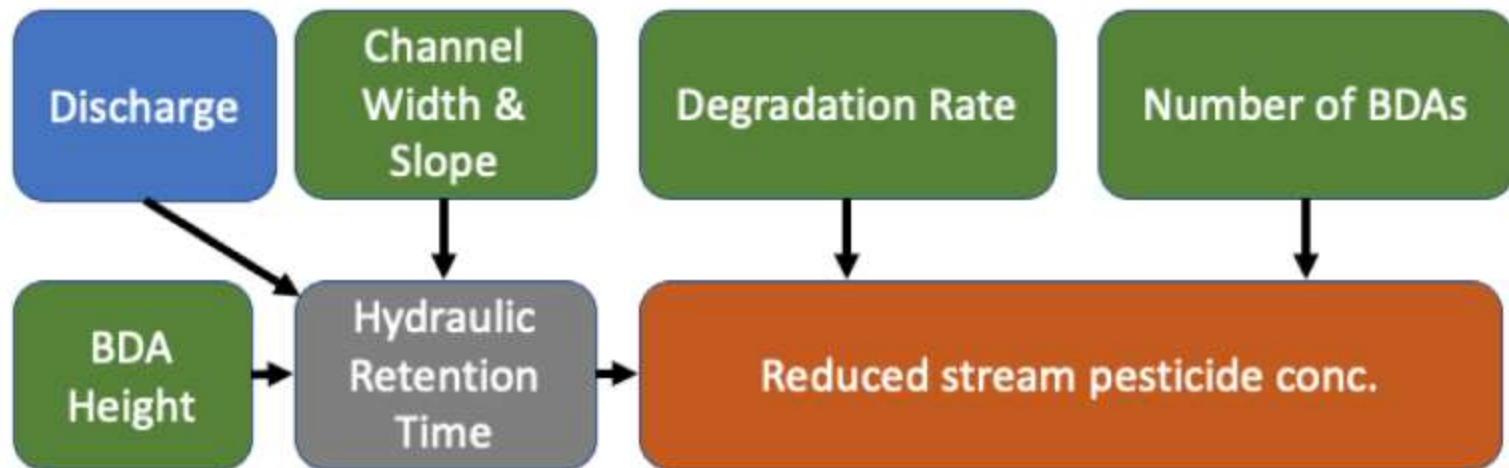 Discharge
Channel
Width &
Slope
Degradation Rate
Number of BDAs
BDA
Height
Hydraulic
Retention
Time
Reduced stream pesticide conc.